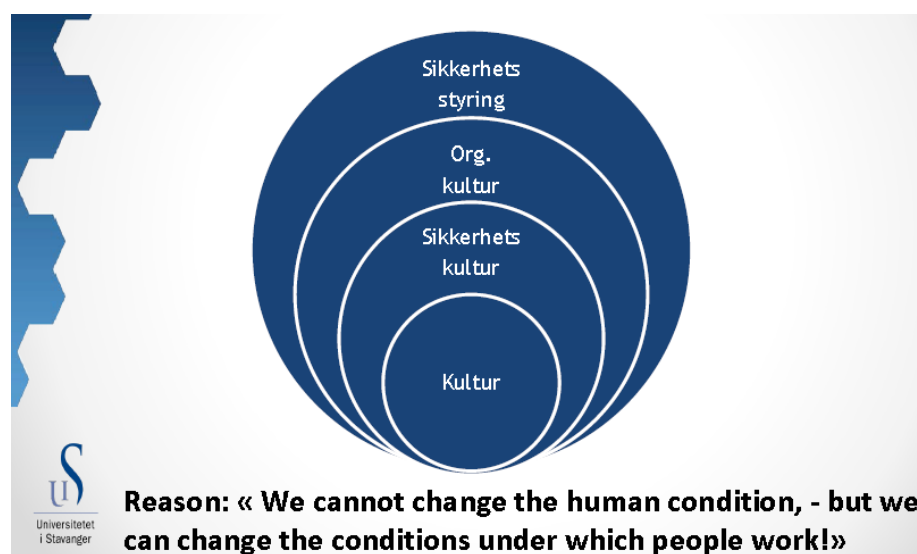 Sikkerhets
styring
Org.
kultur
Sikkerhets
kultur
Kultur
US
Universitetet
i Stavanger
Reason: « We cannot change the human condition, - but we
can change the conditions under which people work!»